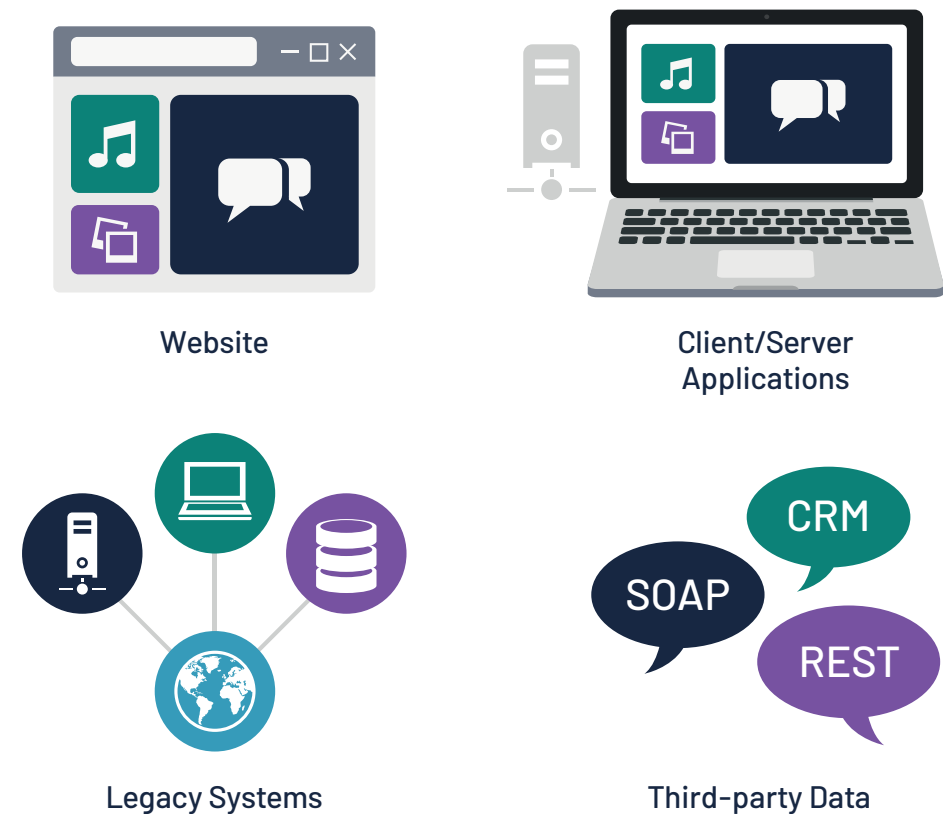 Website
Client/Server
Applications
CRM
SOAP
REST
Legacy Systems
Third-party Data